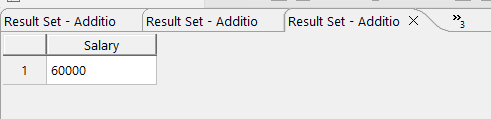 Result Set - Additio Result Set - Additio Result Set - Additio »3
Salary
1 60000